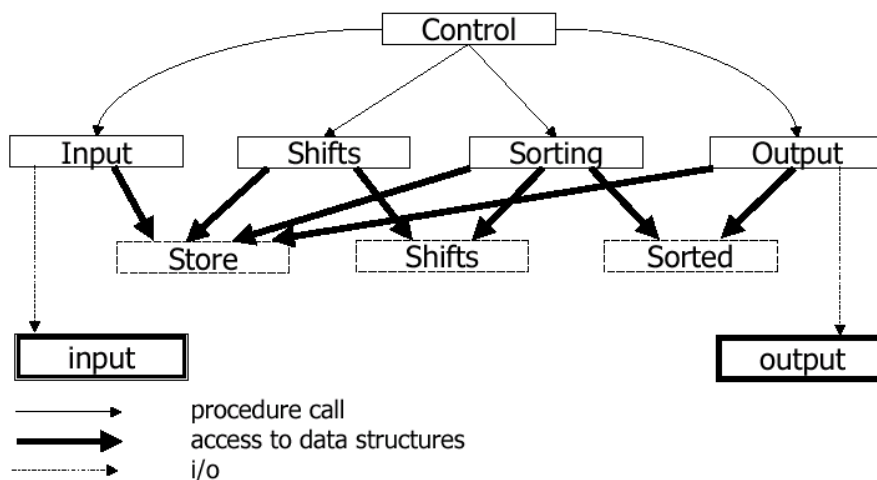 Control
Input Shifts Sorting Output
Store Shifts Sorted
input output
procedure call
access to data structures
i/o